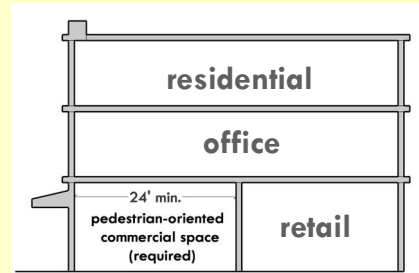 residential
office
24' min.
pedestrian-oriented
commercial space
(required)
retail